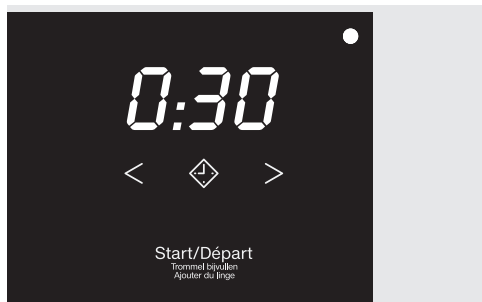 0:30
< >
Start/Départ
Trommel bijvullen
Ajouter du linge